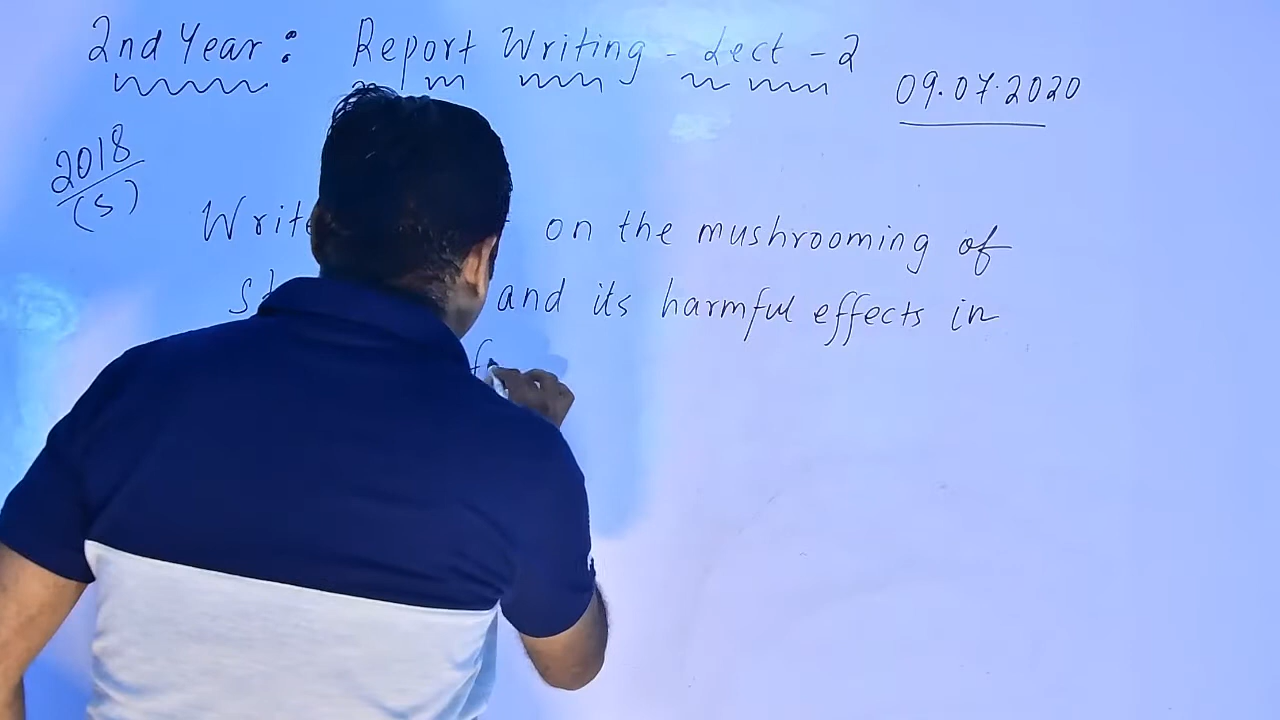 2nd Year: Report Writing - Lect - 2
09.07.2020
2018
(S)
on the mushrooming of
and its harmful effects in